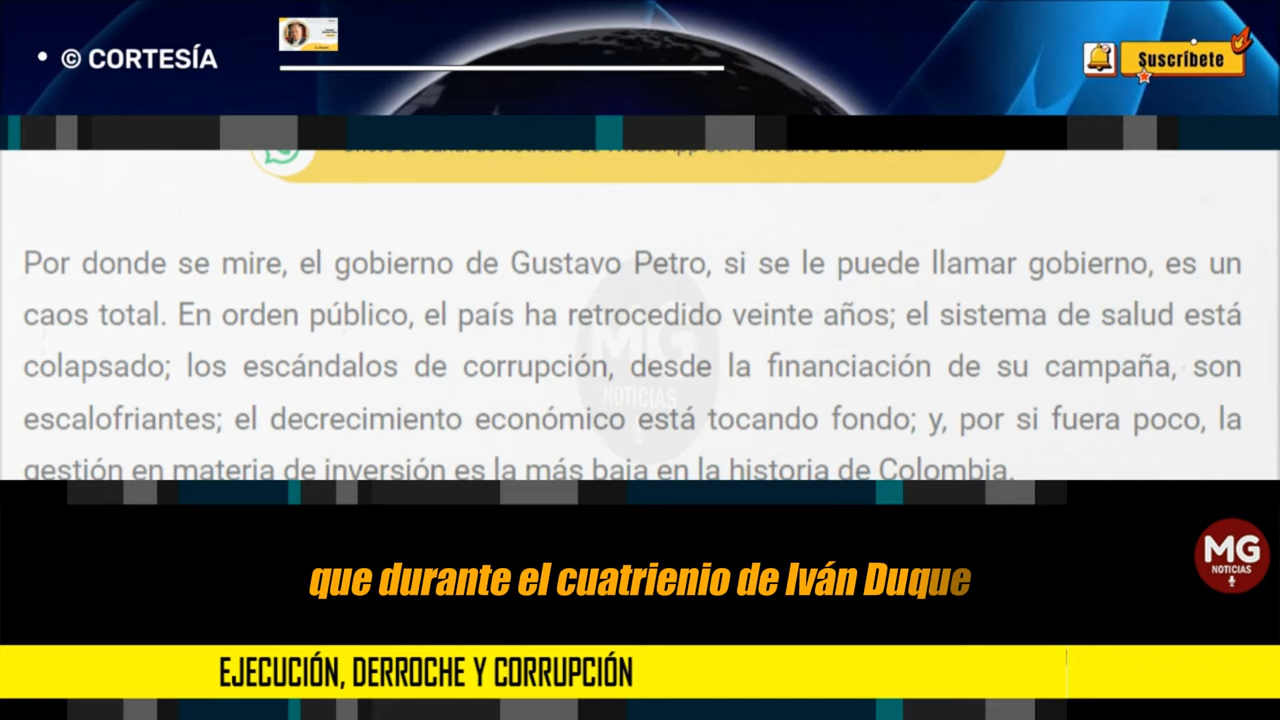 © CORTESÍA
Suscríbete
Por donde se mire, el gobierno de Gustavo Petro, si se le puede llamar gobierno, es un
caos total. En orden público, el país ha retrocedido veinte años; el sistema de salud está
colapsado; los escándalos de corrupción, desde la financiación de su campaña, son
escalofriantes; el decrecimiento económico está tocando fondo; y, por si fuera poco, la
gestión en materia de inversión es la más baja en la historia de Colombia.
MG
NOTICIAS
que durante el cuatrienio de Iván Duque
MG
NOTICIAS
EJECUCIÓN, DERROCHE Y CORRUPCIÓN